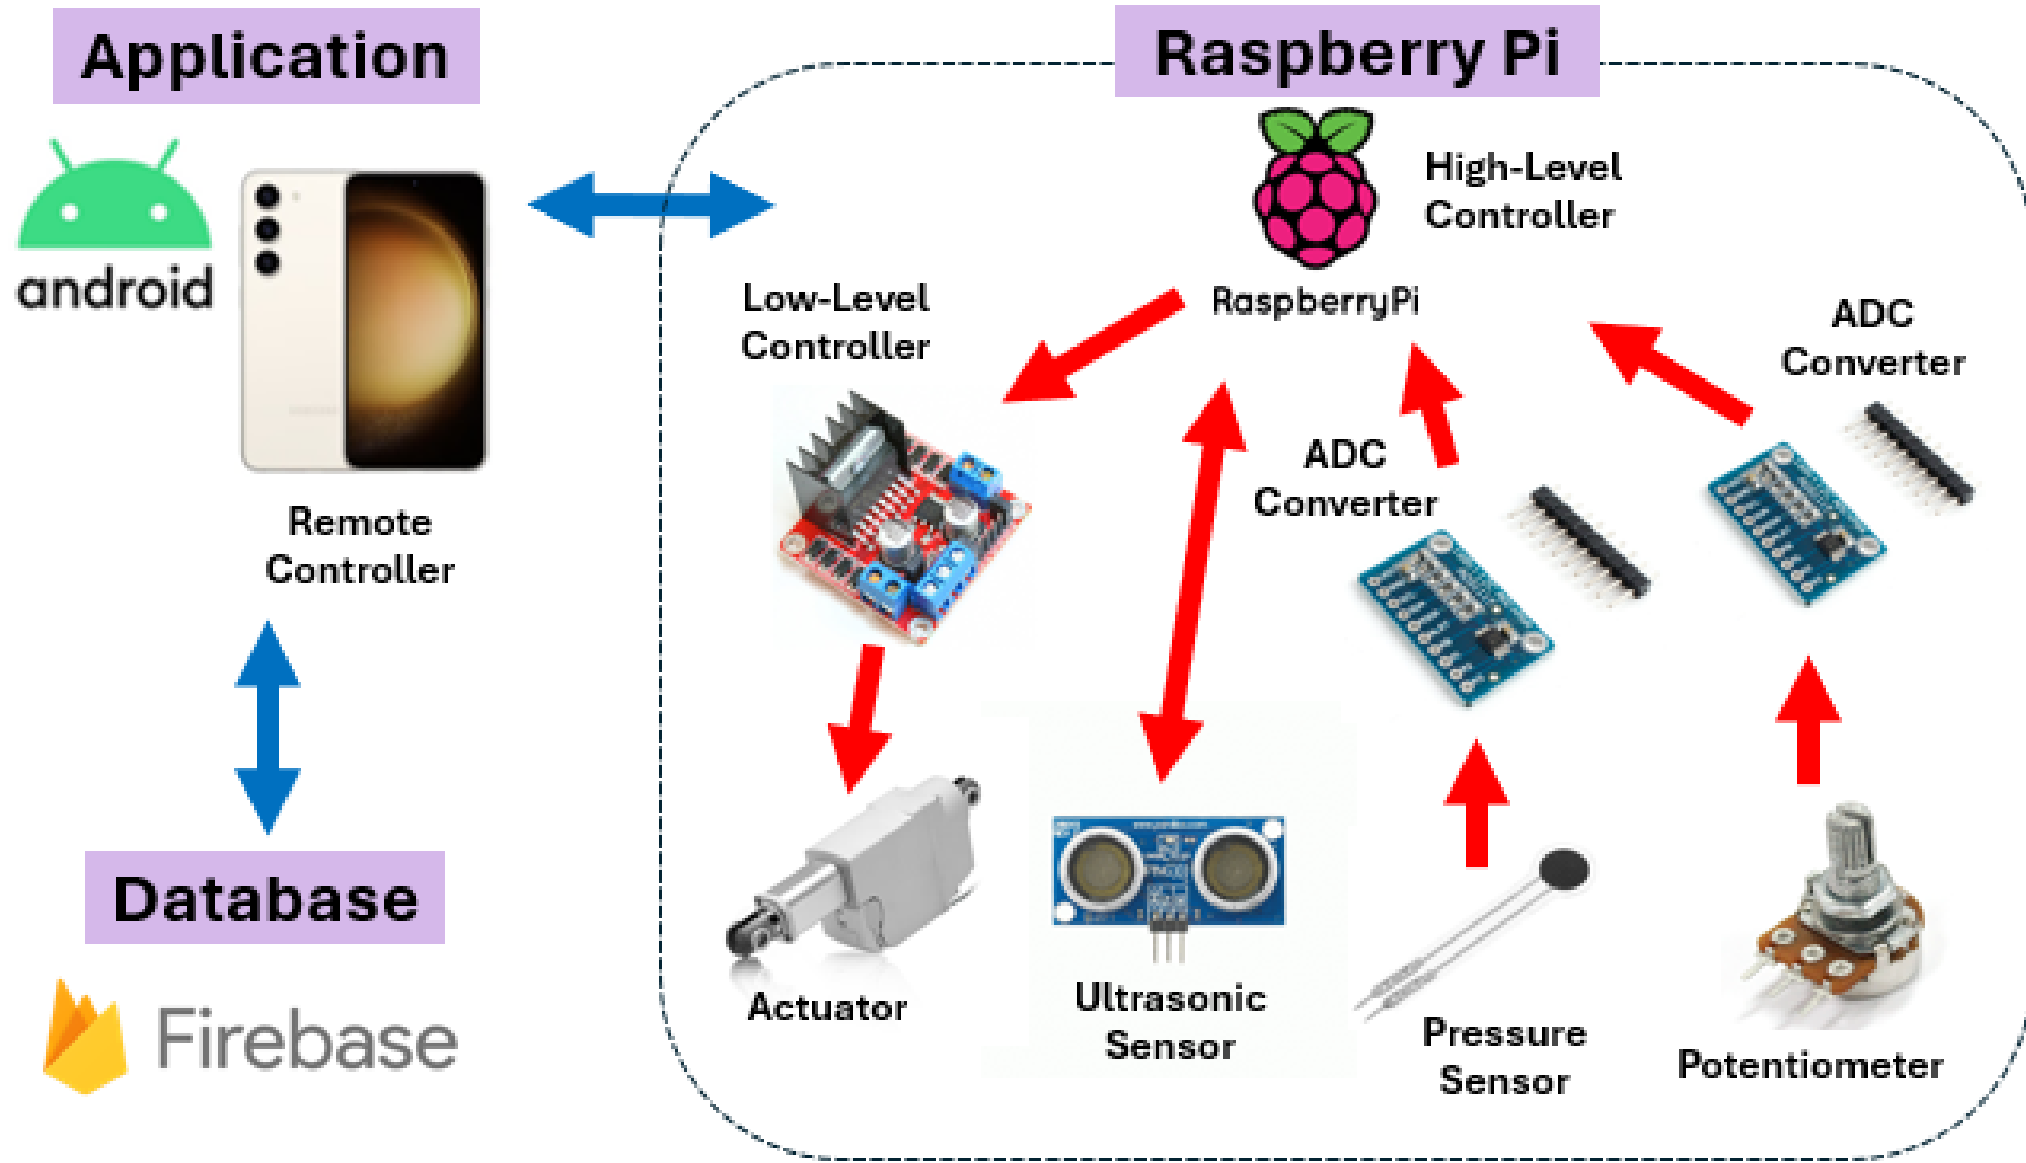 Application
Raspberry Pi
android
High-Level
Controller
RaspberryPi
Low-Level
Controller
ADC
Converter
ADC
Converter
Remote
Controller
Database
Firebase
Actuator
Ultrasonic
Sensor
Pressure
Sensor
Potentiometer